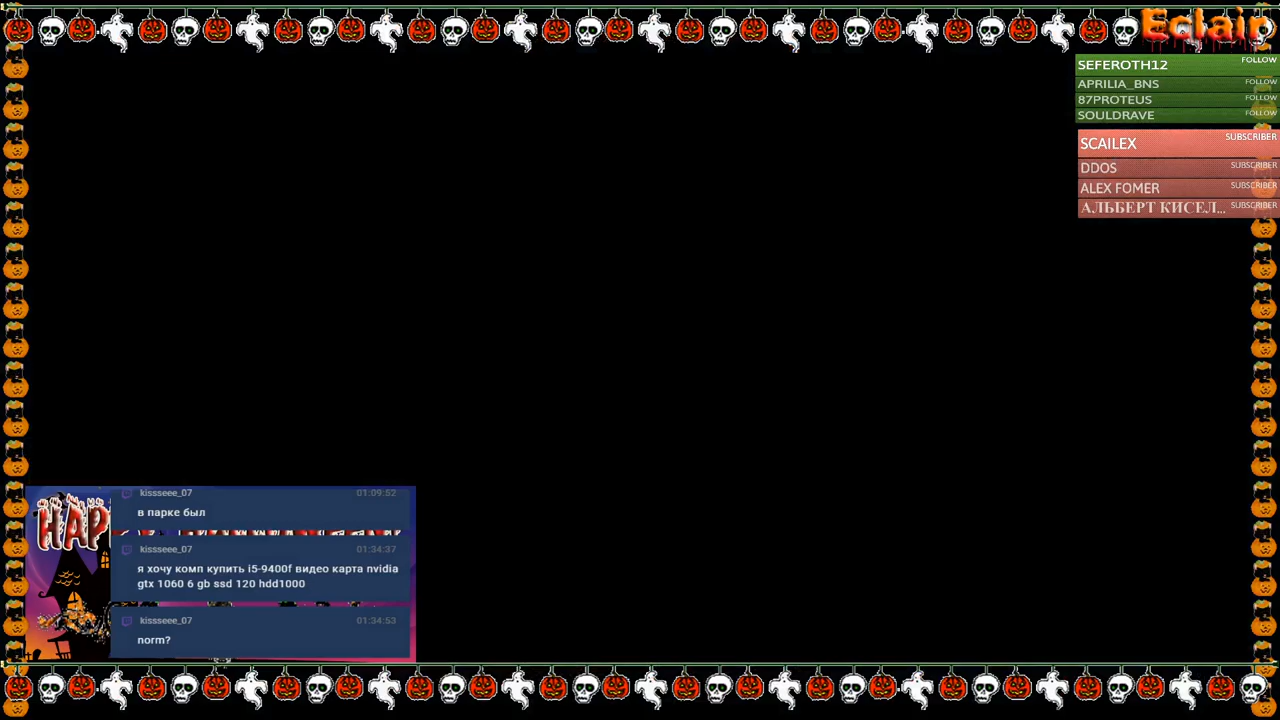 Eclair
SEFEROTH12 FOLLOW
APRILIA_BNS FOLLOW
87PROTEUS FOLLOW
SOULDRAVE FOLLOW
SCAILEX SUBSCRIBER
DDOS SUBSCRIBER
ALEX FOMER SUBSCRIBER
АЛЬБЕРТ КИСЕЛ... SUBSCRIBER
HAP
kissseee_07 01:09:52
в парке был
kissseee_07 01:34:37
я хочу комп купить i5-9400f видео карта nvidia
gtx 1060 6 gb ssd 120 hdd1000
kissseee_07 01:34:53
norm?